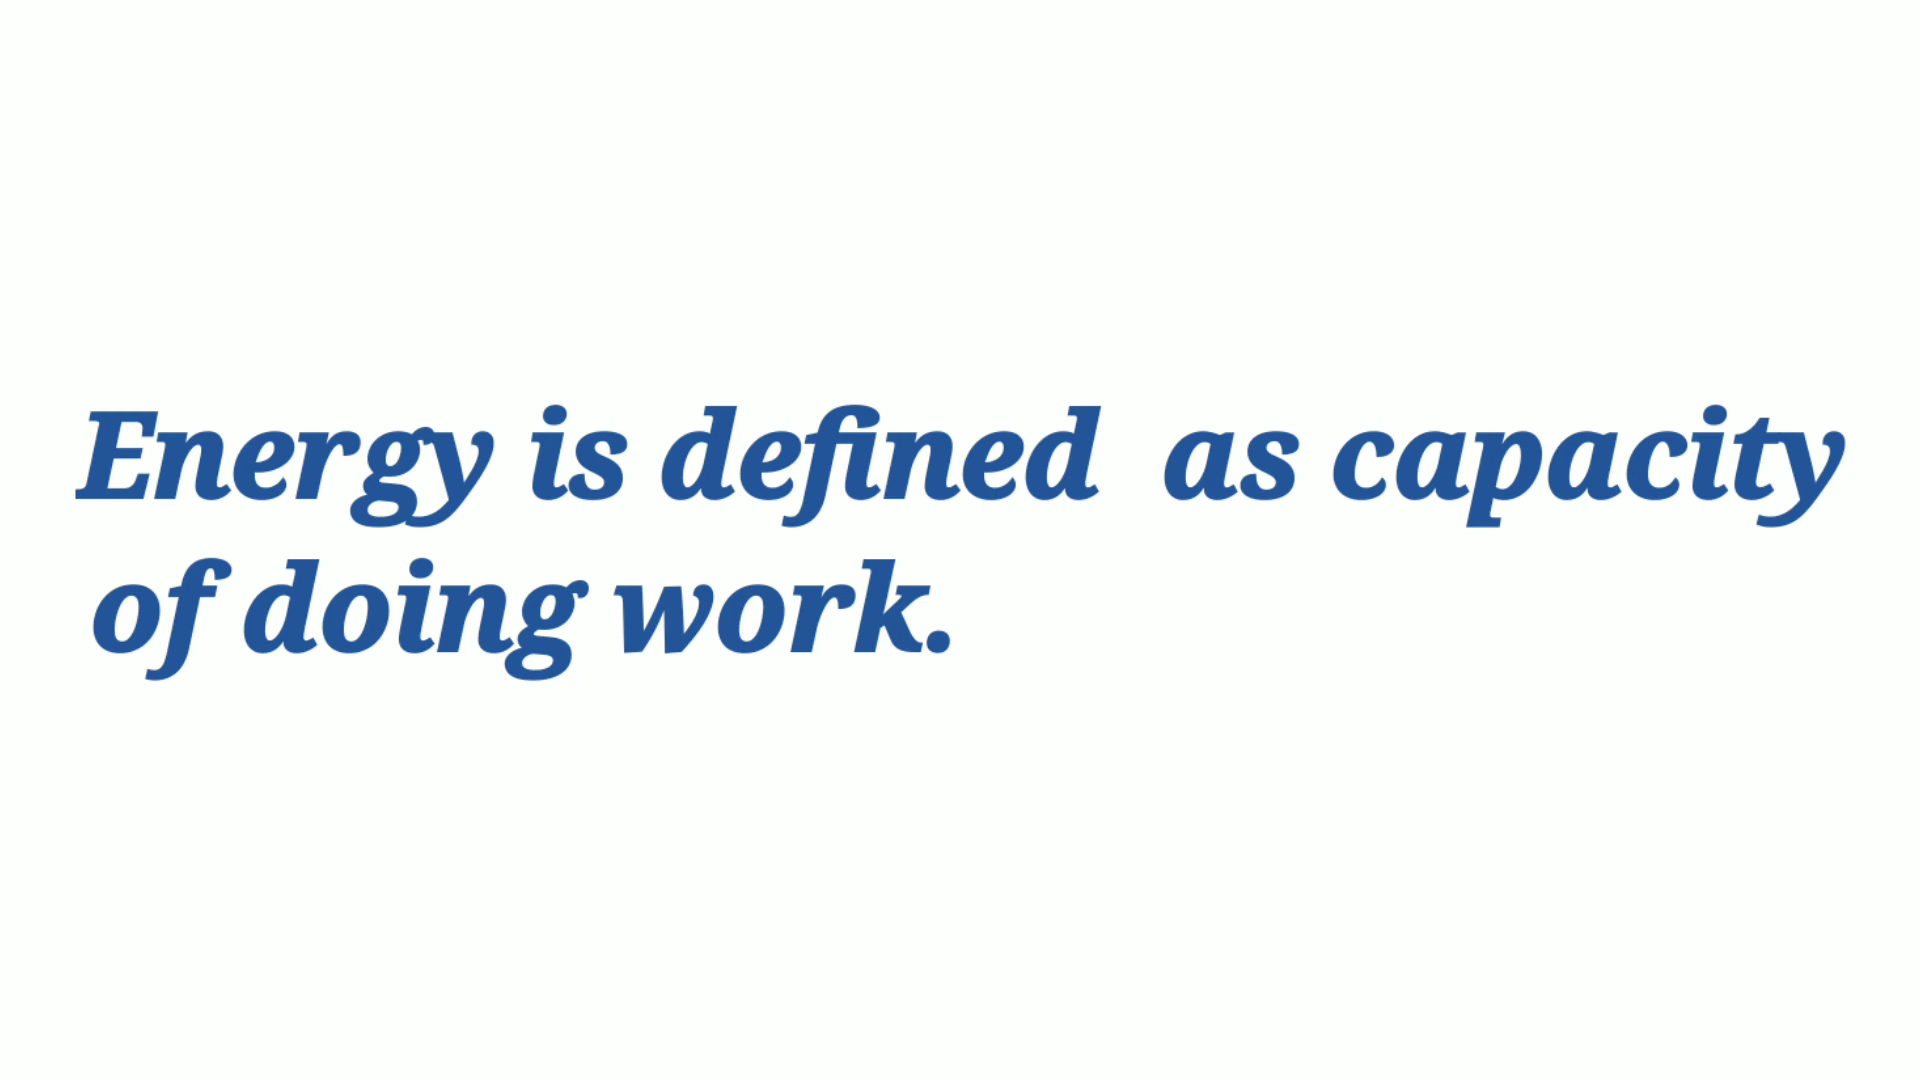 Energy is defined  as capacity
of doing work.